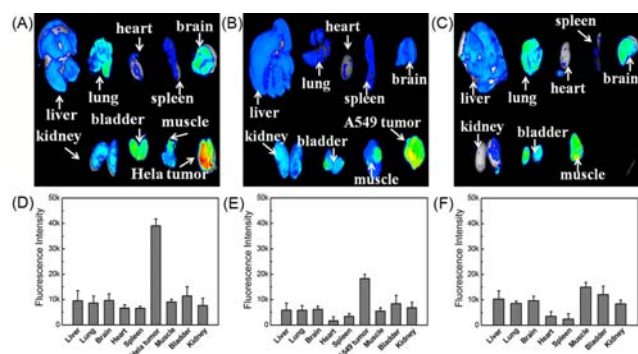 (A)
heart
brain
liver
lung
spleen
kidney
bladder
muscle
Hela tumor
(B)
heart
liver
lung
spleen
brain
kidney
bladder
A549 tumor
muscle
(C)
spleen
liver
lung
heart
brain
kidney
bladder
muscle
(D)
Fluorescence Intensity
50k
40k
30k
20k
10k
0
Liver
Lung
Brain
Heart
Spleen
Hela tumor
Muscle
Bladder
Kidney
(E)
Fluorescence Intensity
50k
40k
30k
20k
10k
0
Liver
Lung
Brain
Heart
Spleen
A549 tumor
Muscle
Bladder
Kidney
(F)
Fluorescence Intensity
50k
40k
30k
20k
10k
0
Liver
Lung
Brain
Heart
Spleen
Muscle
Bladder
Kidney